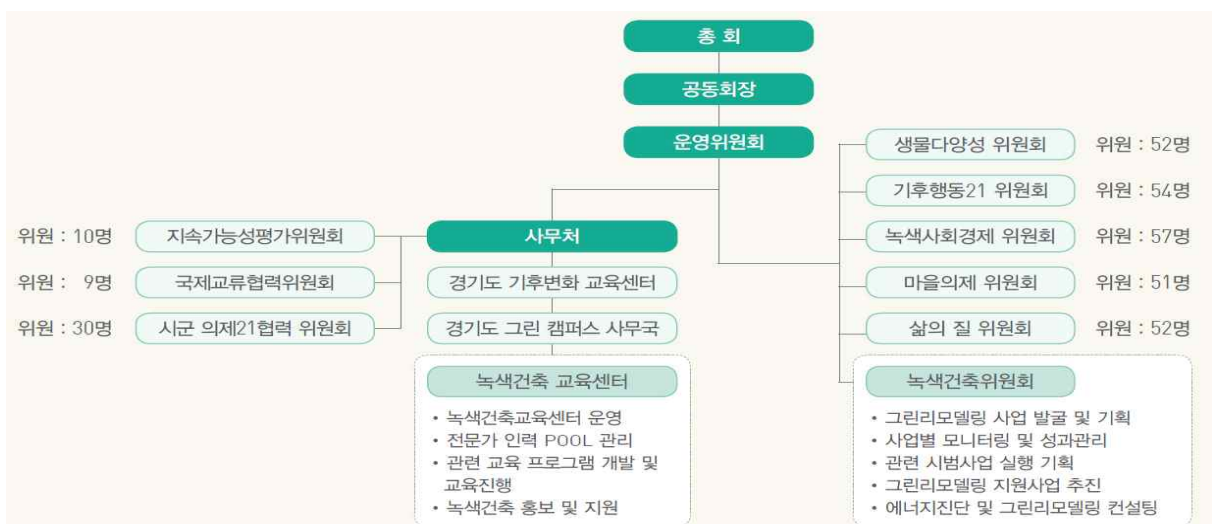 총 회
공동회장
운영위원회
생물다양성 위원회 위원 : 52명
기후행동21 위원회 위원 : 54명
위원 : 10명 지속가능성평가위원회 사무처 녹색사회경제 위원회 위원 : 57명
위원 : 9명 국제교류협력위원회 경기도 기후변화 교육센터 마을의제 위원회 위원 : 51명
위원 : 30명 시군 의제21협력 위원회 경기도 그린 캠퍼스 사무국 삶의 질 위원회 위원 : 52명
녹색건축 교육센터
• 녹색건축교육센터 운영
• 전문가 인력 POOL 관리
• 관련 교육 프로그램 개발 및
교육진행
• 녹색건축 홍보 및 지원
녹색건축위원회
• 그린리모델링 사업 발굴 및 기획
• 사업별 모니터링 및 성과관리
• 관련 시범사업 실행 기획
• 그린리모델링 지원사업 추진
• 에너지진단 및 그린리모델링 컨설팅